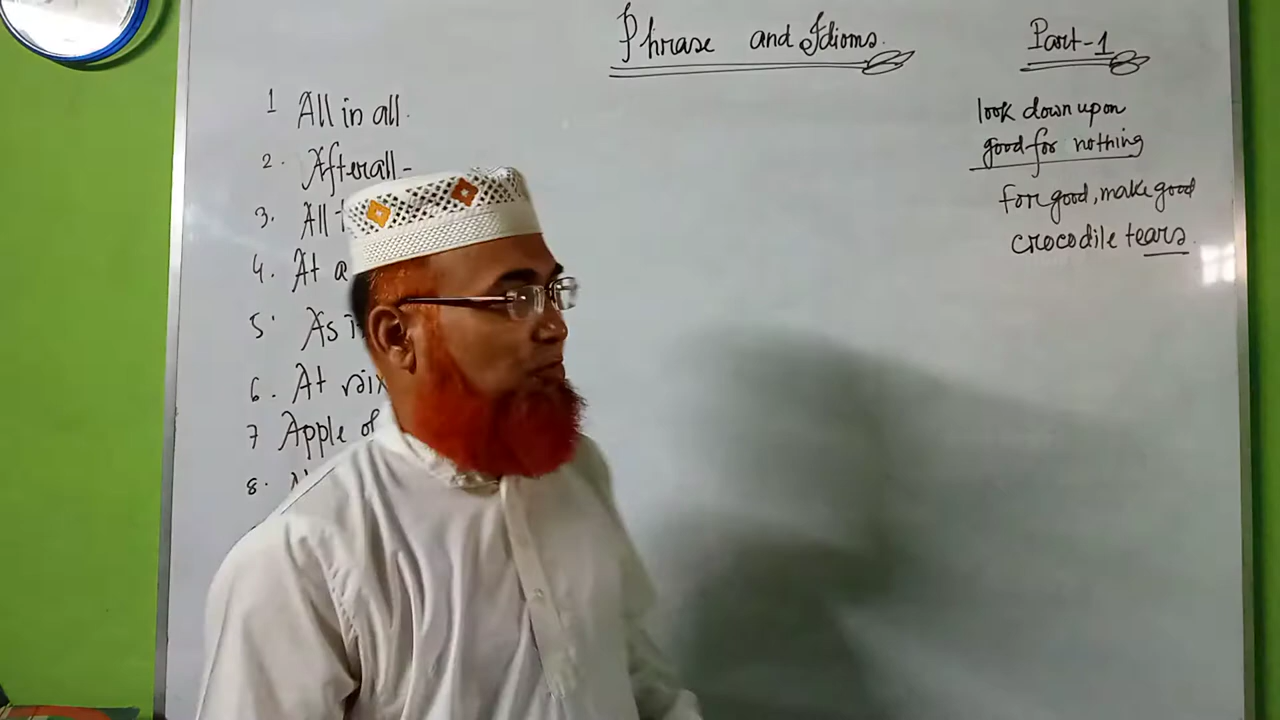 Phrase and Idioms.
Part-1
1 All in all.
2. Afterall-
3. All
4. At a
5. As
6. At six
7 Apple of
8.
look down upon
good for nothing
for good, make good
crocodile tears.